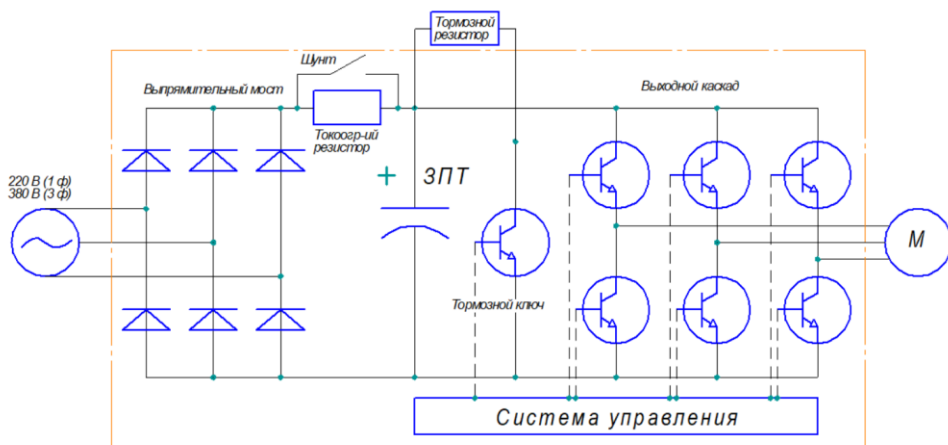 Тормозной
резистор
Шунт
Выпрямительный мост
Выходной каскад
Токоогр-ий
резистор
220 В (1 ф)
380 В (3 ф)
+ ЗПТ
М
Тормозной ключ
Система управления